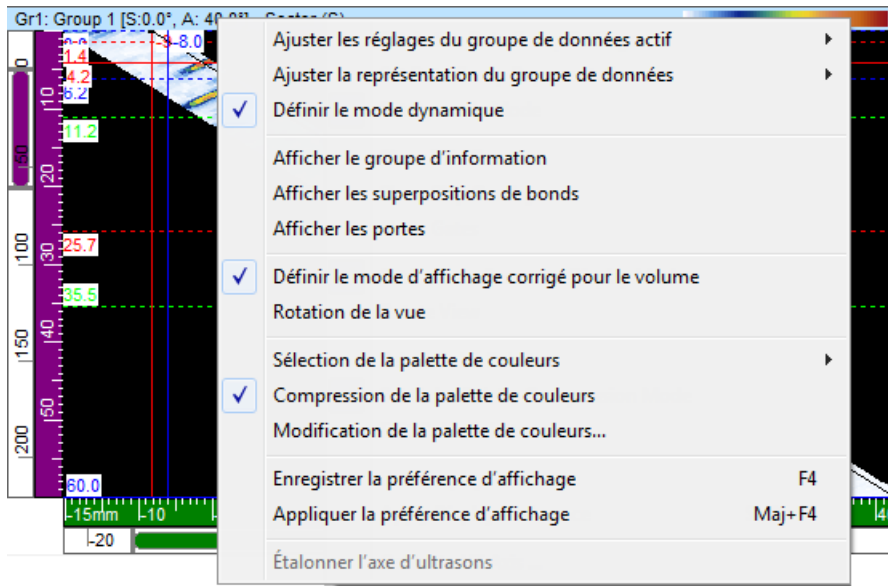 Gr1: Group 1 [S:0.0°, A: 40.0°] - Sector (S)
Ajuster les réglages du groupe de données actif
Ajuster la représentation du groupe de données
Définir le mode dynamique
Afficher le groupe d'information
Afficher les superpositions de bonds
Afficher les portes
Définir le mode d'affichage corrigé pour le volume
Rotation de la vue
Sélection de la palette de couleurs
Compression de la palette de couleurs
Modification de la palette de couleurs...
Enregistrer la préférence d'affichage F4
Appliquer la préférence d'affichage Maj+F4
Étalonner l'axe d'ultrasons
-8.0
1.4
4.2
6.2
11.2
25.7
35.5
60.0
0
50
100
150
200
10
20
30
40
50
-15mm -10
-20